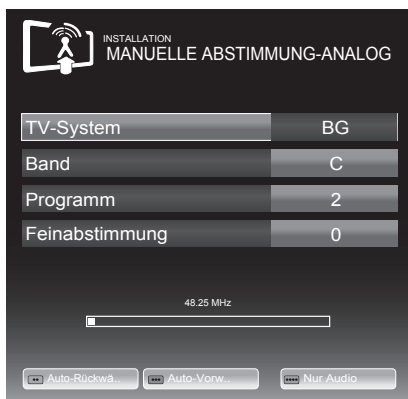 INSTALLATION
MANUELLE ABSTIMMUNG-ANALOG
TV-System BG
Band C
Programm 2
Feinabstimmung 0
48.25 MHz
Auto-Rückwä.. Auto-Vorw.. Nur Audio